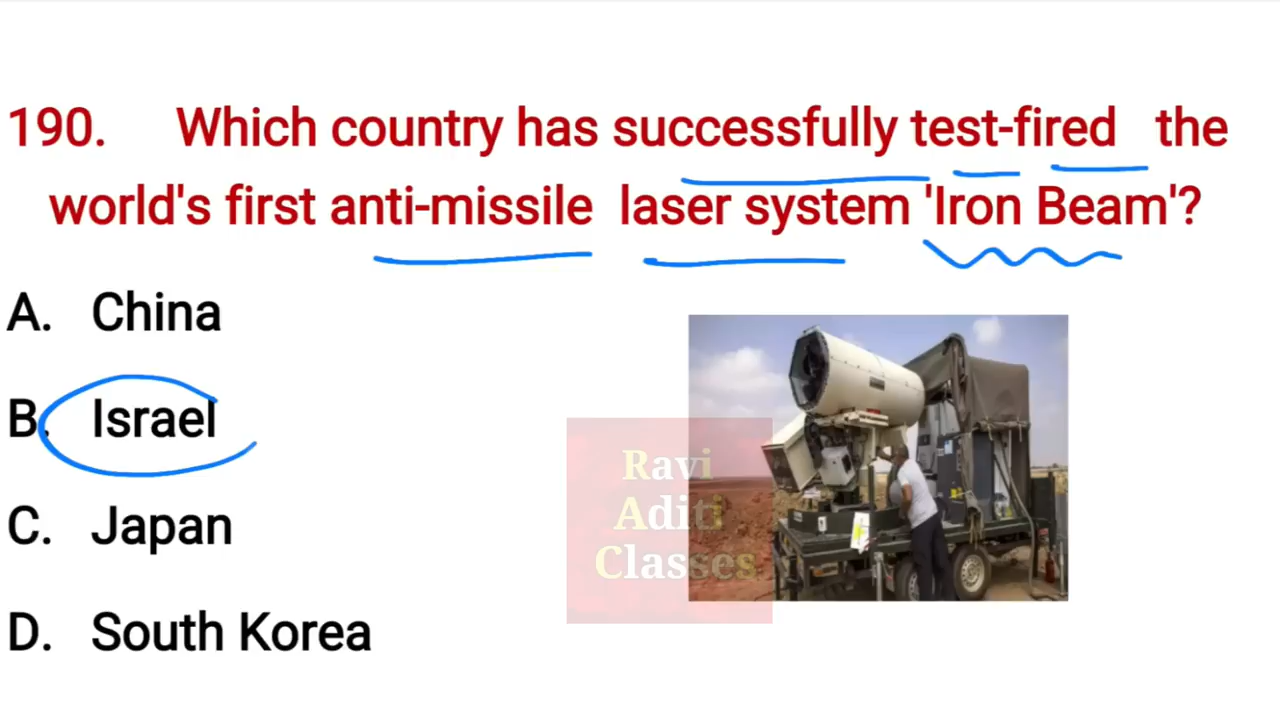 190. Which country has successfully test-fired the
world's first anti-missile laser system 'Iron Beam'?
A. China
B. Israel
C. Japan
D. South Korea
Ravi
Aditi
Classes